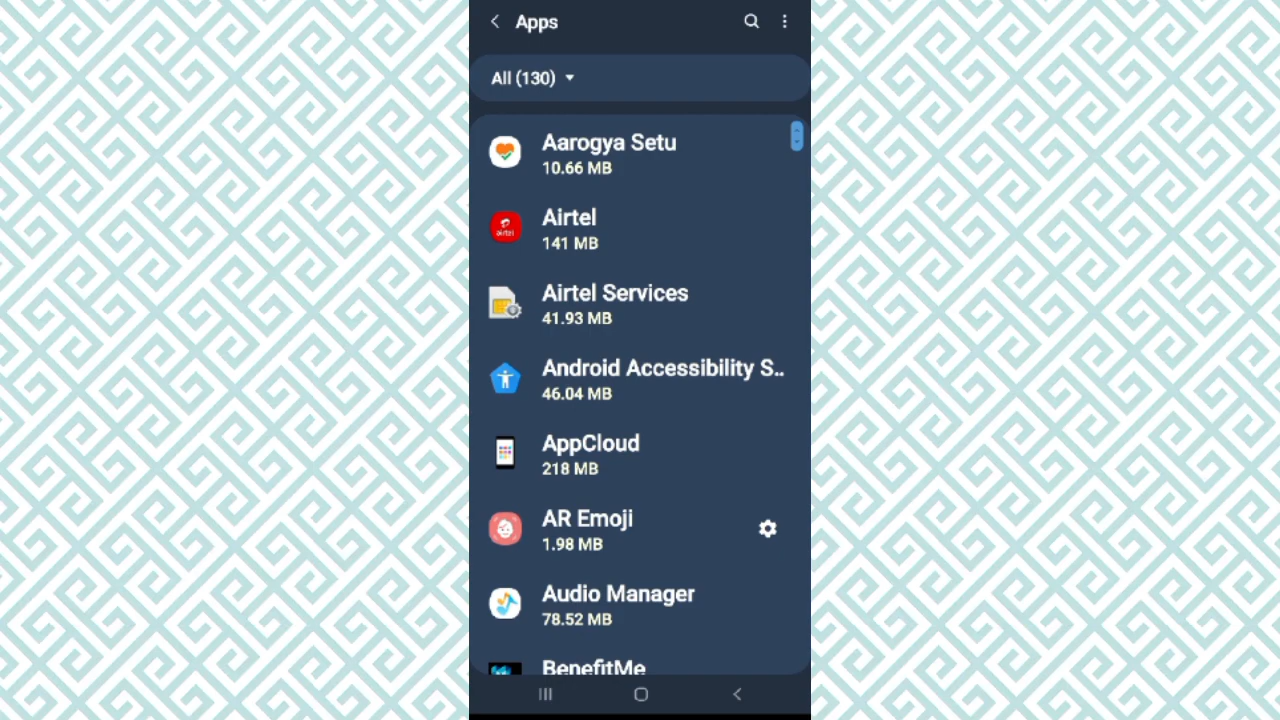 Apps
All (130)
Aarogya Setu
10.66 MB
airtel
Airtel
141 MB
Airtel Services
41.93 MB
Android Accessibility S..
46.04 MB
AppCloud
218 MB
AR Emoji
1.98 MB
Audio Manager
78.52 MB
BenefitMe